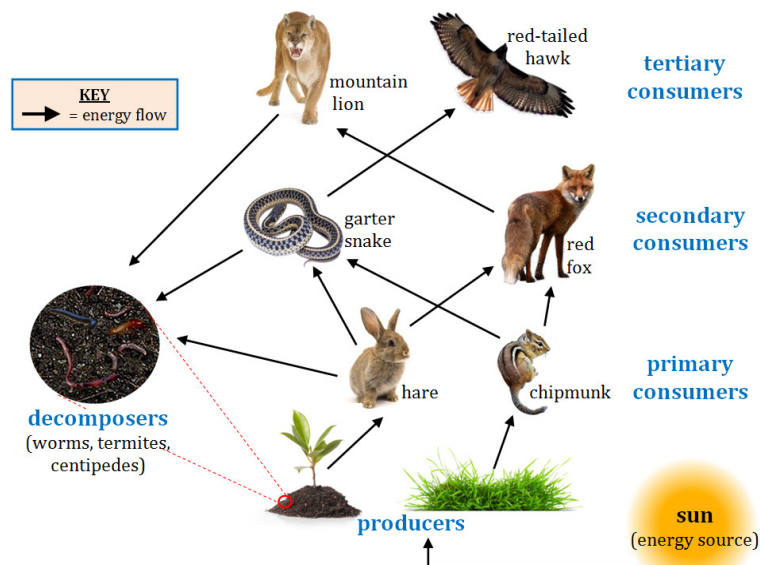 red-tailed
hawk
tertiary
consumers
KEY
= energy flow
mountain
lion
garter
snake
red
fox
secondary
consumers
hare
chipmunk
primary
consumers
decomposers
(worms, termites,
centipedes)
producers
sun
(energy source)